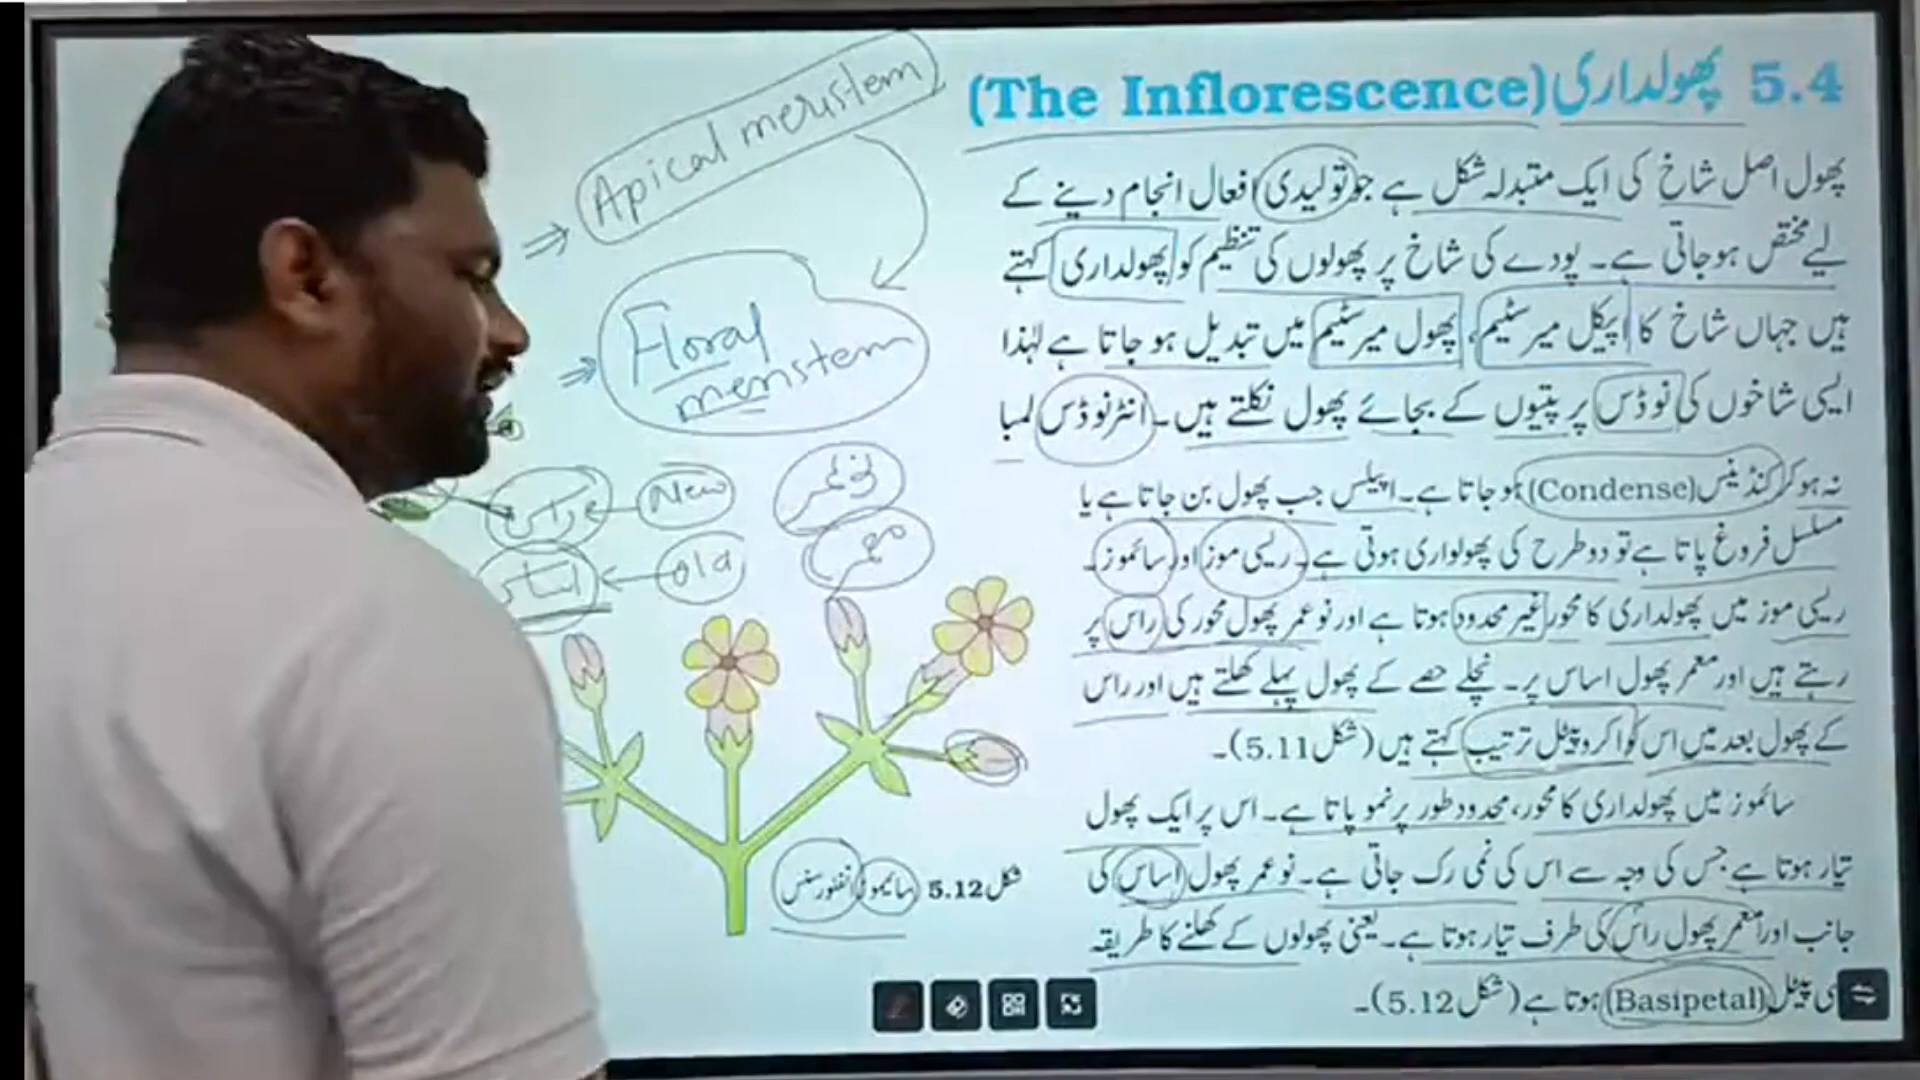 5.4 پھولداری (The Inflorescence)
پھول اصل شاخ کی ایک متبدلہ شکل ہے جو تولیدی افعال انجام دینے کے
لیے مختص ہوجاتی ہے۔ پودے کی شاخ پر پھولوں کی تنظیم کو پھولداری کہتے
ہیں جہاں شاخ کا اپیکل میرسٹیم، پھول میرسٹیم میں تبدیل ہو جاتا ہے لہٰذا
ایسی شاخوں کی نوڈس پر پتیوں کے بجائے پھول نکلتے ہیں۔ انٹرنوڈس لمبا
نہ ہوکر کنڈینس (Condense) ہو جاتا ہے۔ اپیکس جب پھول بن جاتا ہے یا
مسلسل فروغ پاتا ہے تو دو طرح کی پھولواری ہوتی ہے۔ ریسی موز اور سائموز۔
ریسی موز میں پھولداری کا محور غیر محدود ہوتا ہے اور نو عمر پھول محور کی راس پر
رہتے ہیں اور معمر پھول اساس پر۔ نچلے حصے کے پھول پہلے کھلتے ہیں اور راس
کے پھول بعد میں اس کو اکروپیٹل ترتیب کہتے ہیں (شکل 5.11)۔
سائموز میں پھولداری کا محور، محدود طور پر نمو پاتا ہے۔ اس پر ایک پھول
تیار ہوتا ہے جس کی وجہ سے اس کی نمی رک جاتی ہے۔ نو عمر پھول اساس کی
جانب اور معمر پھول راس کی طرف تیار ہوتا ہے۔ یعنی پھولوں کے کھلنے کا طریقہ
سی پیٹل (Basipetal) ہوتا ہے (شکل 5.12)۔
Apical meristem
Floral
meristem
راس
New
نو عمر
اساس
old
معمر
شکل 5.12 سائیموز انفلورسنس